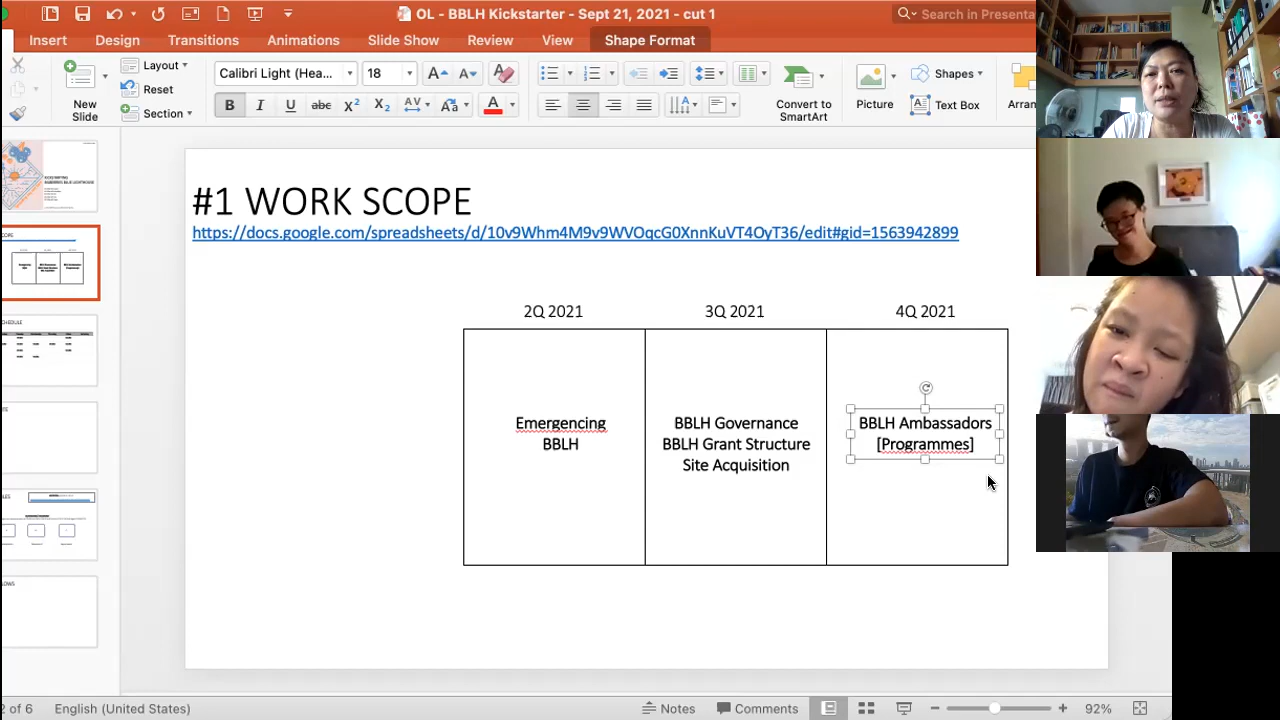 OL - BBLH Kickstarter - Sept 21, 2021 - cut 1
Search in Presenta
Insert
Design
Transitions
Animations
Slide Show
Review
View
Shape Format
New
Slide
Layout
Reset
Section
Calibri Light (Hea...
18
Convert to
SmartArt
Picture
Shapes
Text Box
Arran
#1 WORK SCOPE
https://docs.google.com/spreadsheets/d/10v9Whm4M9v9WVOqcG0XnnKuVT4OyT36/edit#gid=1563942899
2Q 2021
3Q 2021
4Q 2021
Emergencing
BBLH
BBLH Governance
BBLH Grant Structure
Site Acquisition
BBLH Ambassadors
[Programmes]
2 of 6
English (United States)
Notes
Comments
92%